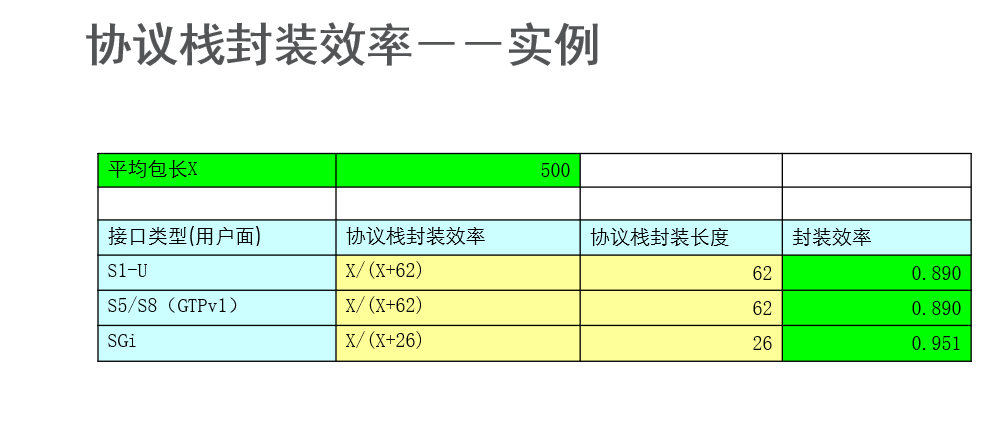 协议栈封装效率－－实例
平均包长X 500
接口类型(用户面) 协议栈封装效率 协议栈封装长度 封装效率
S1-U X/(X+62) 62 0.890
S5/S8（GTPv1） X/(X+62) 62 0.890
SGi X/(X+26) 26 0.951